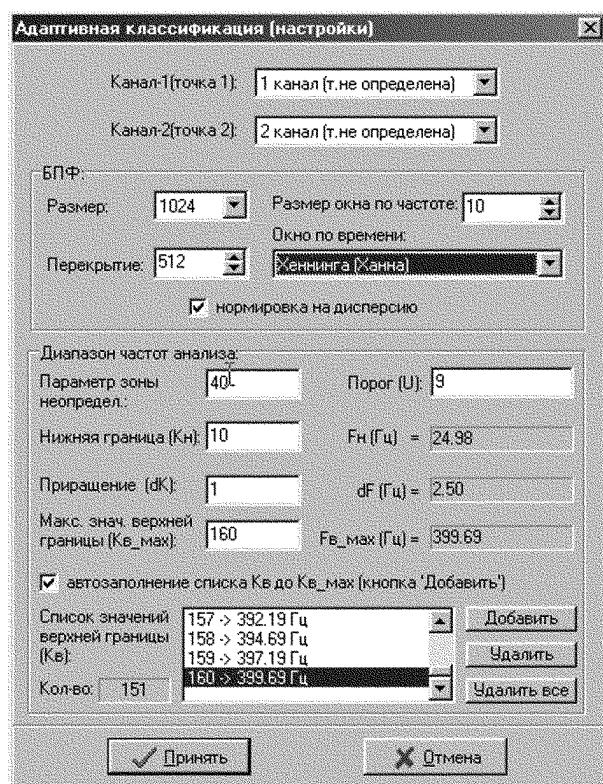 Адаптивная классификация (настройки)
Канал-1(точка 1): 1 канал (т.не определена)
Канал-2(точка 2): 2 канал (т.не определена)
БПФ:
Размер: 1024 Размер окна по частоте: 10
Окно по времени:
Перекрытие: 512 Хеннинга (Ханна)
нормировка на дисперсию
Диапазон частот анализа:
Параметр зоны неопредел.: 40 Порог (U): 9
Нижняя граница (Кн): 10 Fн (Гц) = 24.98
Приращение (dK): 1 dF (Гц) = 2.50
Макс. знач. верхней границы (Кв_max): 160 Fв_max (Гц) = 399.69
автозаполнение списка Кв до Кв_max (кнопка 'Добавить')
Список значений верхней границы (Кв):
157 -> 392.19 Гц
158 -> 394.69 Гц
159 -> 397.19 Гц
160 -> 399.69 Гц
Добавить
Удалить
Удалить все
Кол-во: 151
Принять Отмена